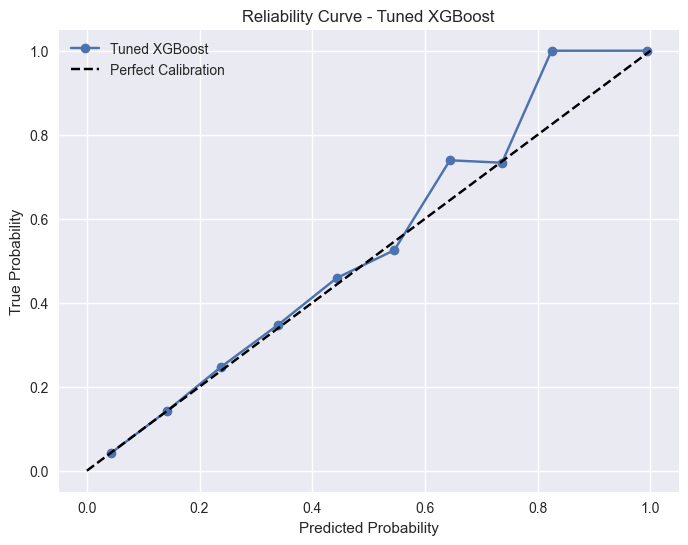 Reliability Curve - Tuned XGBoost
Tuned XGBoost
Perfect Calibration
1.0
0.8
0.6
0.4
0.2
0.0
True Probability
0.0 0.2 0.4 0.6 0.8 1.0
Predicted Probability